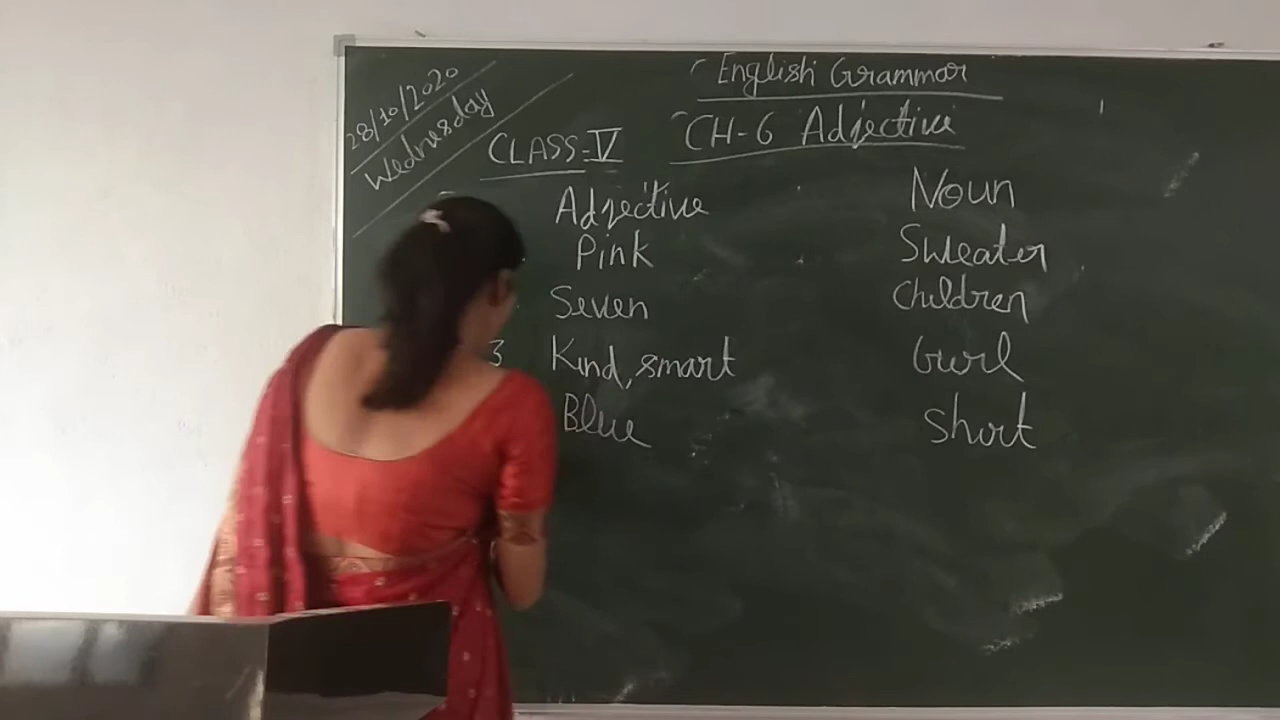 28/10/2020
Wednesday
English Grammar
CH-6 Adjective
CLASS-V
Adjective Noun
Pink Sweater
Seven Children
3 Kind, smart Girl
Blue Short